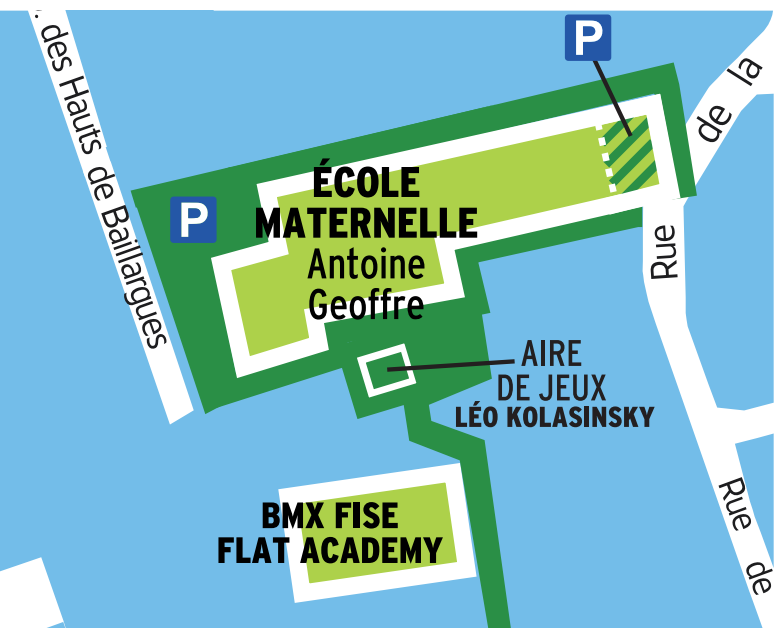 P
. des Hauts de Baillargues
de la
P
ÉCOLE
MATERNELLE
Antoine
Geoffre
Rue
AIRE
DE JEUX
LÉO KOLASINSKY
BMX FISE
FLAT ACADEMY
Rue de